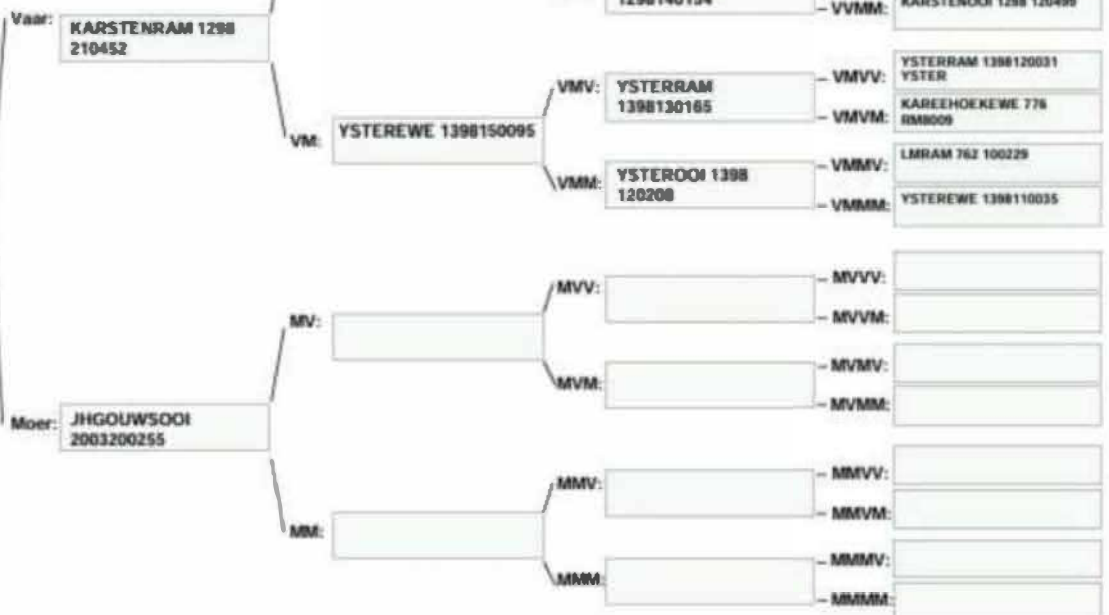 KARSTENOOI 1298 120499
VVMM:
Vaar:
KARSTENRAM 1298
210452
VM:
YSTEREWE 1398150095
VMV:
YSTERRAM
1398130165
VMVV:
YSTERRAM 1398120031
YSTER
VMVM:
KAREEHOEKEWE 776
RM8009
VMM:
YSTEROOI 1398
120208
VMMV:
LMRAM 762 100229
VMMM:
YSTEREWE 1398110035
Moer:
JHGOUWSOOI
2003200255
MV:
MVV:
MVVV:
MVVM:
MVM:
MVMV:
MVMM:
MM:
MMV:
MMVV:
MMVM:
MMM:
MMMV:
MMMM: